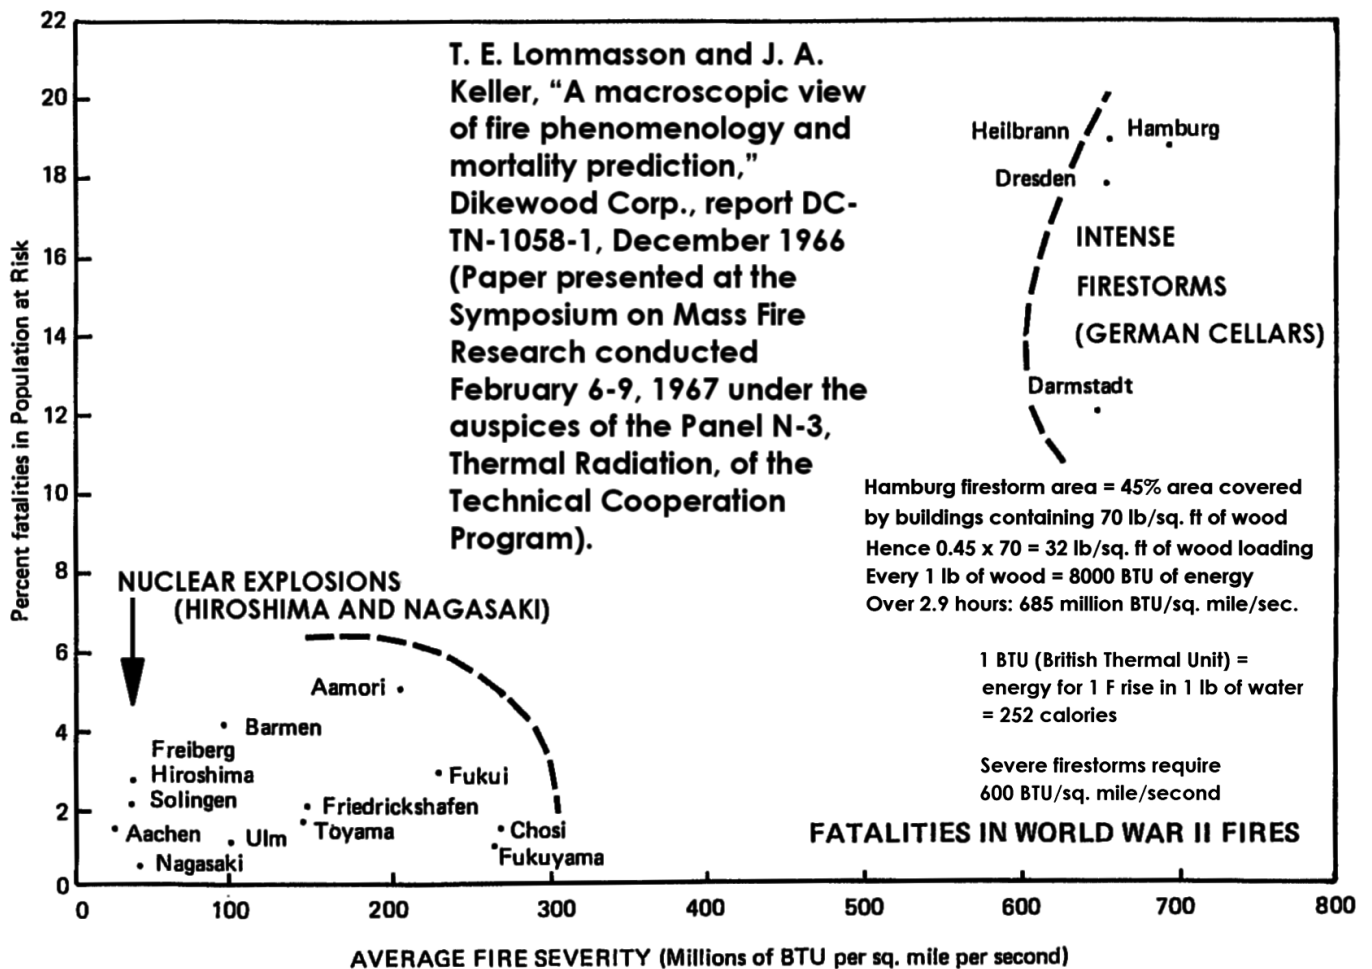 22
20
18
16
14
12
10
8
6
4
2
0
Percent fatalities in Population at Risk
T. E. Lommasson and J. A.
Keller, “A macroscopic view
of fire phenomenology and
mortality prediction,”
Dikewood Corp., report DC-
TN-1058-1, December 1966
(Paper presented at the
Symposium on Mass Fire
Research conducted
February 6-9, 1967 under the
auspices of the Panel N-3,
Thermal Radiation, of the
Technical Cooperation
Program).
Heilbrann
Hamburg
Dresden
INTENSE
FIRESTORMS
(GERMAN CELLARS)
Darmstadt
Hamburg firestorm area = 45% area covered
by buildings containing 70 lb/sq. ft of wood
Hence 0.45 x 70 = 32 lb/sq. ft of wood loading
Every 1 lb of wood = 8000 BTU of energy
Over 2.9 hours: 685 million BTU/sq. mile/sec.
1 BTU (British Thermal Unit) =
energy for 1 F rise in 1 lb of water
= 252 calories
Severe firestorms require
600 BTU/sq. mile/second
NUCLEAR EXPLOSIONS
(HIROSHIMA AND NAGASAKI)
Aamori
Barmen
Freiberg
Hiroshima
Solingen
Aachen
Nagasaki
Ulm
Friedrickshafen
Toyama
Fukui
Chosi
Fukuyama
FATALITIES IN WORLD WAR II FIRES
0 100 200 300 400 500 600 700 800
AVERAGE FIRE SEVERITY (Millions of BTU per sq. mile per second)